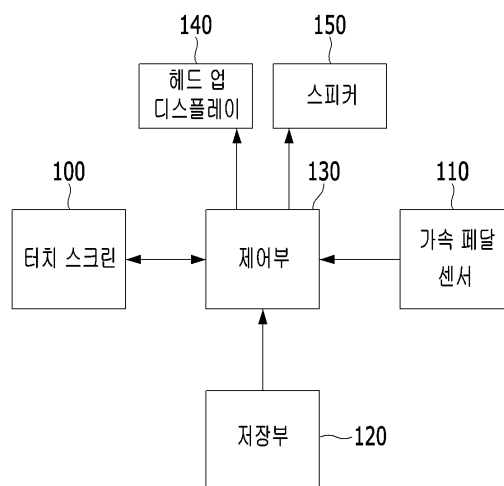 140
150
헤드 업
디스플레이
스피커
100
130
110
터치 스크린
제어부
가속 페달
센서
저장부
120